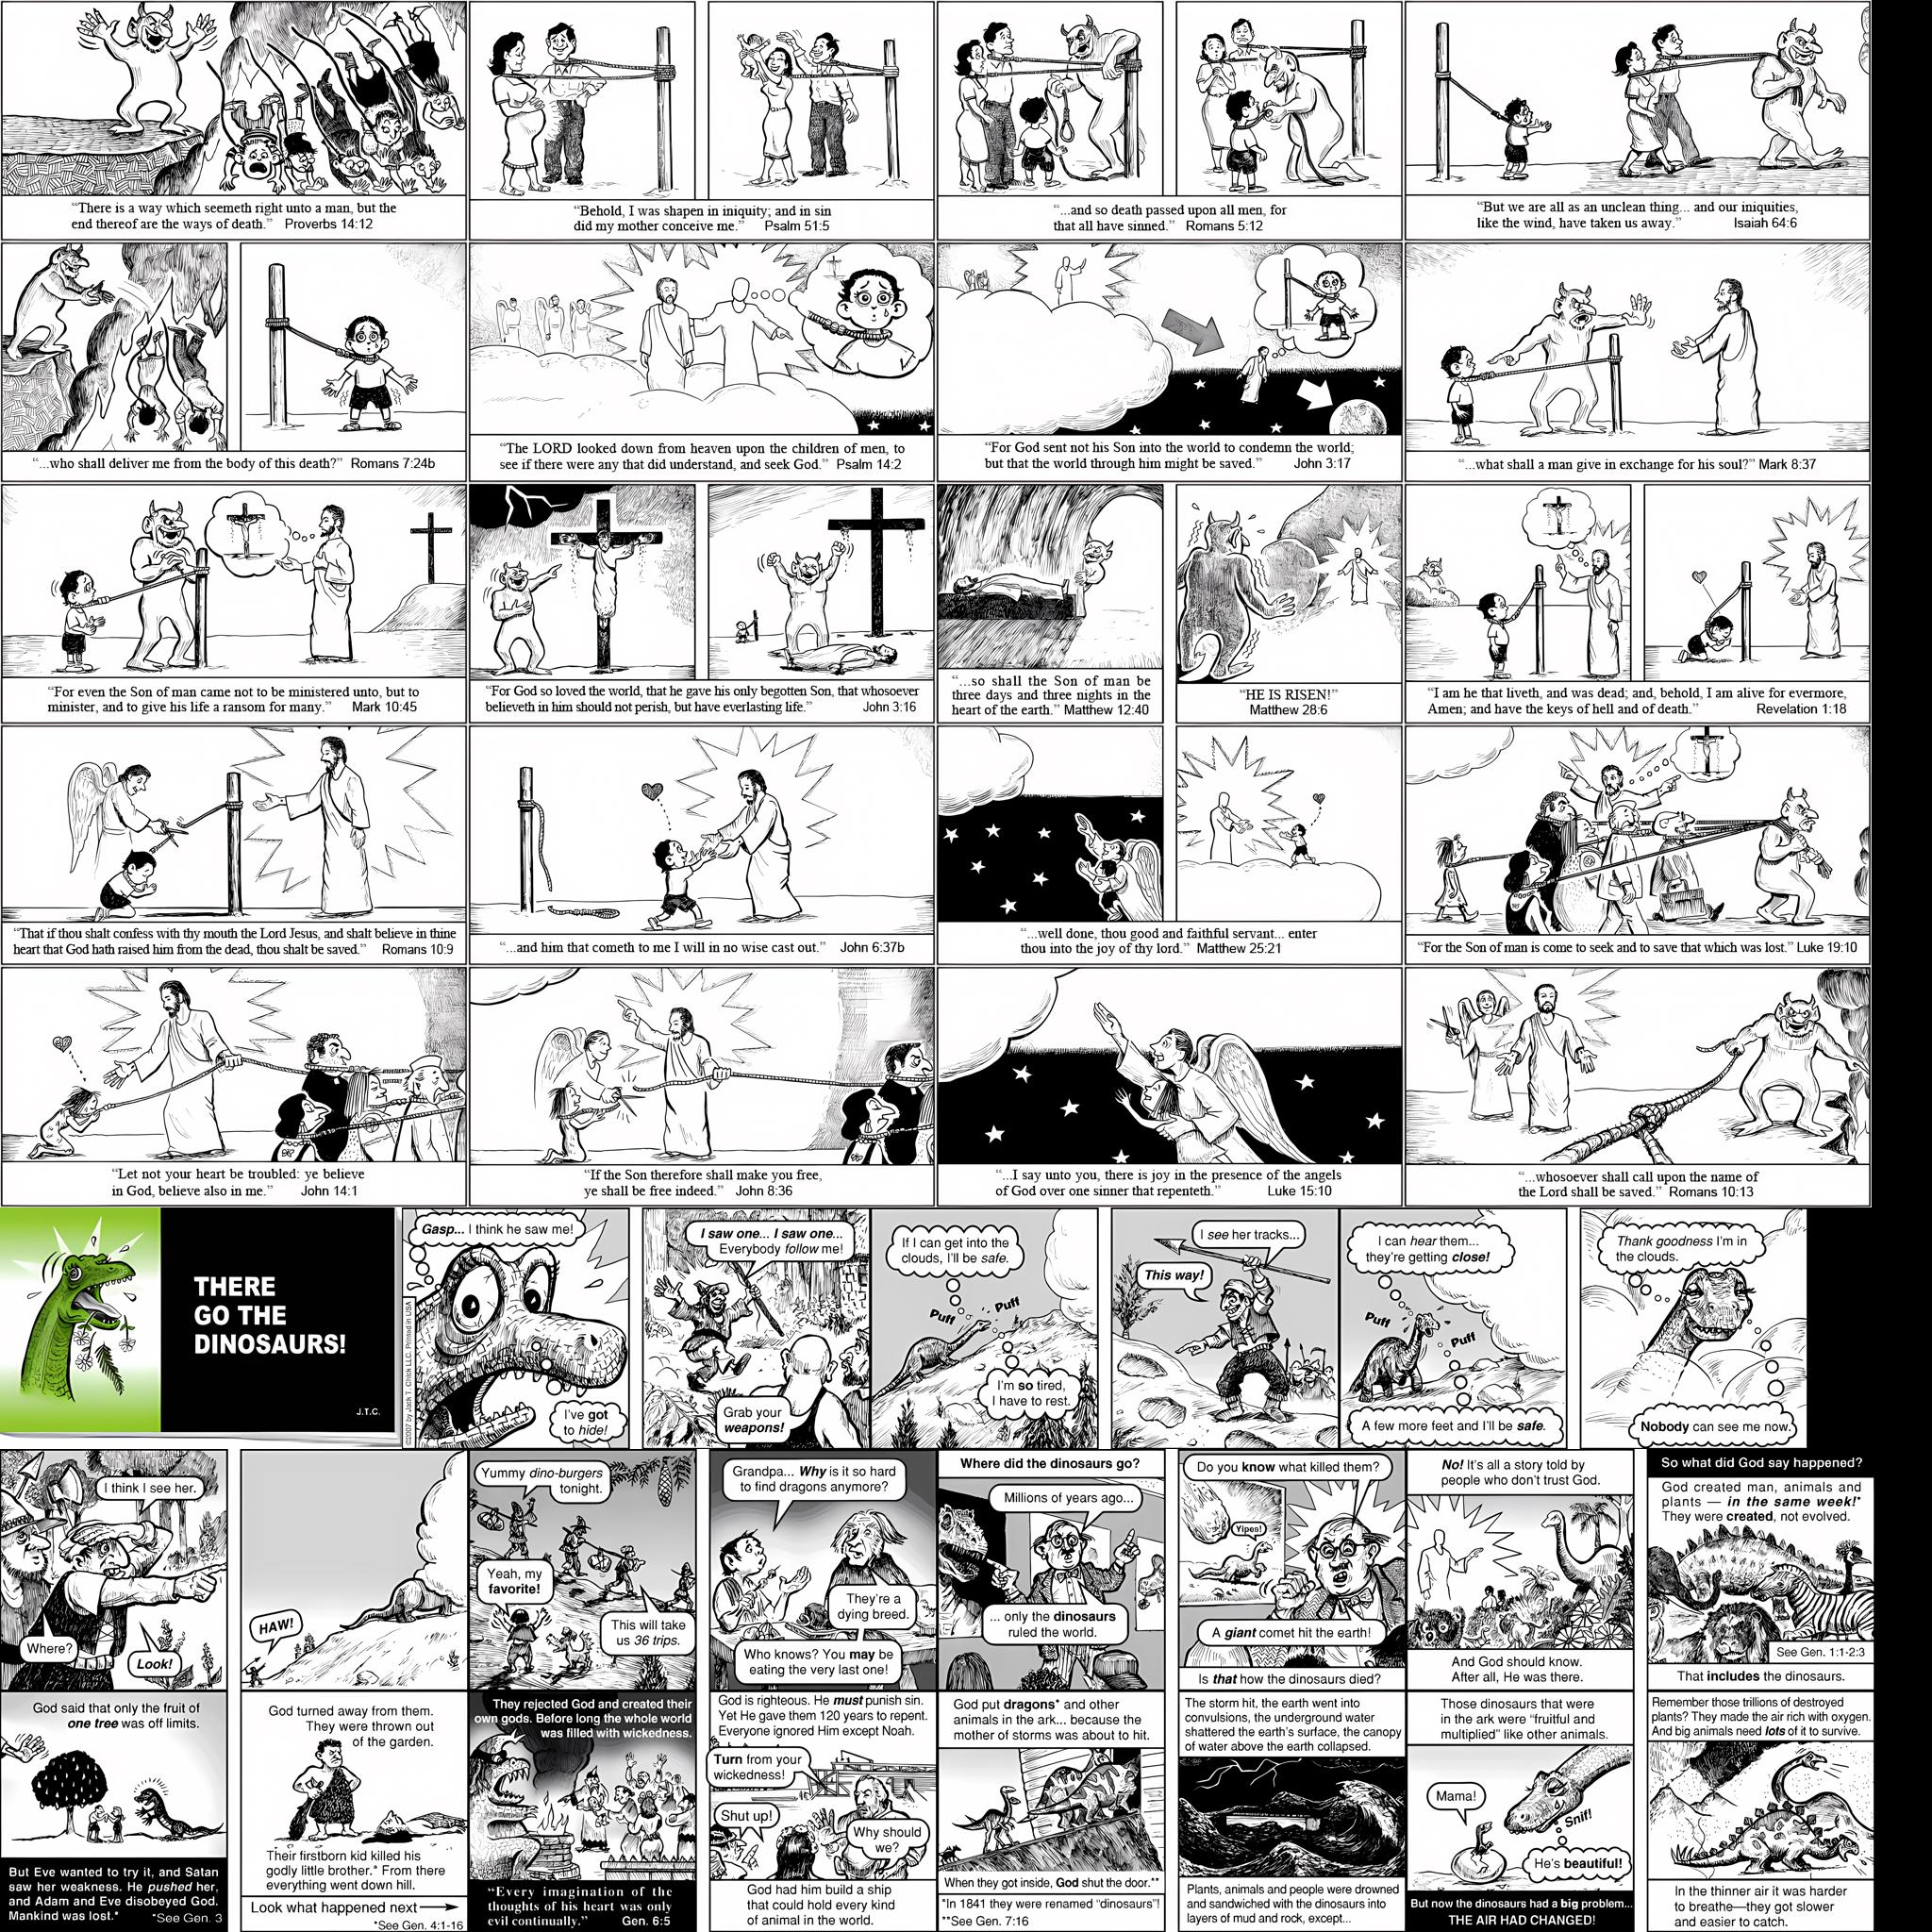 “There is a way which seemeth right unto a man, but the
end thereof are the ways of death.” Proverbs 14:12
“Behold, I was shapen in iniquity; and in sin
did my mother conceive me.” Psalm 51:5
“...and so death passed upon all men, for
that all have sinned.” Romans 5:12
“But we are all as an unclean thing... and our iniquities,
like the wind, have taken us away.” Isaiah 64:6
“...who shall deliver me from the body of this death?” Romans 7:24b
“The LORD looked down from heaven upon the children of men, to
see if there were any that did understand, and seek God.” Psalm 14:2
“For God sent not his Son into the world to condemn the world;
but that the world through him might be saved.” John 3:17
“...what shall a man give in exchange for his soul?” Mark 8:37
“For even the Son of man came not to be ministered unto, but to
minister, and to give his life a ransom for many.” Mark 10:45
“For God so loved the world, that he gave his only begotten Son, that whosoever
believeth in him should not perish, but have everlasting life.” John 3:16
“...so shall the Son of man be
three days and three nights in the
heart of the earth.” Matthew 12:40
“HE IS RISEN!”
Matthew 28:6
“I am he that liveth, and was dead; and, behold, I am alive for evermore,
Amen; and have the keys of hell and of death.” Revelation 1:18
“That if thou shalt confess with thy mouth the Lord Jesus, and shalt believe in thine
heart that God hath raised him from the dead, thou shalt be saved.” Romans 10:9
“...and him that cometh to me I will in no wise cast out.” John 6:37b
“...well done, thou good and faithful servant... enter
thou into the joy of thy lord.” Matthew 25:21
“For the Son of man is come to seek and to save that which was lost.” Luke 19:10
“Let not your heart be troubled: ye believe
in God, believe also in me.” John 14:1
“If the Son therefore shall make you free,
ye shall be free indeed.” John 8:36
“...I say unto you, there is joy in the presence of the angels
of God over one sinner that repenteth.” Luke 15:10
“...whosoever shall call upon the name of
the Lord shall be saved.” Romans 10:13
THERE
GO THE
DINOSAURS!
J.T.C.
©2007 by Jack T. Chick LLC. Printed in USA
Gasp... I think he saw me!
I've got
to hide!
I saw one... I saw one...
Everybody follow me!
Grab your
weapons!
If I can get into the
clouds, I'll be safe.
Puff
Puff
I'm so tired,
I have to rest.
I see her tracks...
This way!
I can hear them...
they're getting close!
Puff
Puff
A few more feet and I'll be safe.
Thank goodness I'm in
the clouds.
Nobody can see me now.
I think I see her.
Where?
Look!
HAW!
Yummy dino-burgers
tonight.
Yeah, my
favorite!
This will take
us 36 trips.
Grandpa... Why is it so hard
to find dragons anymore?
They're a
dying breed.
Who knows? You may be
eating the very last one!
Where did the dinosaurs go?
Millions of years ago...
... only the dinosaurs
ruled the world.
Do you know what killed them?
Yipes!
A giant comet hit the earth!
Is that how the dinosaurs died?
No! It's all a story told by
people who don't trust God.
And God should know.
After all, He was there.
So what did God say happened?
God created man, animals and
plants — in the same week!*
They were created, not evolved.
See Gen. 1:1-2:3
That includes the dinosaurs.
God said that only the fruit of
one tree was off limits.
But Eve wanted to try it, and Satan
saw her weakness. He pushed her,
and Adam and Eve disobeyed God.
Mankind was lost.* *See Gen. 3
God turned away from them.
They were thrown out
of the garden.
Their firstborn kid killed his
godly little brother.* From there
everything went down hill.
Look what happened next
*See Gen. 4:1-16
They rejected God and created their
own gods. Before long the whole world
was filled with wickedness.
“Every imagination of the
thoughts of his heart was only
evil continually.” Gen. 6:5
God is righteous. He must punish sin.
Yet He gave them 120 years to repent.
Everyone ignored Him except Noah.
Turn from your
wickedness!
Shut up!
Why should
we?
God had him build a ship
that could hold every kind
of animal in the world.
God put dragons* and other
animals in the ark... because the
mother of storms was about to hit.
When they got inside, God shut the door.**
*In 1841 they were renamed “dinosaurs”!
**See Gen. 7:16
The storm hit, the earth went into
convulsions, the underground water
shattered the earth's surface, the canopy
of water above the earth collapsed.
Plants, animals and people were drowned
and sandwiched with the dinosaurs into
layers of mud and rock, except...
Those dinosaurs that were
in the ark were “fruitful and
multiplied” like other animals.
Mama!
Snif!
He's beautiful!
But now the dinosaurs had a big problem...
THE AIR HAD CHANGED!
Remember those trillions of destroyed
plants? They made the air rich with oxygen.
And big animals need lots of it to survive.
In the thinner air it was harder
to breathe—they got slower
and easier to catch.